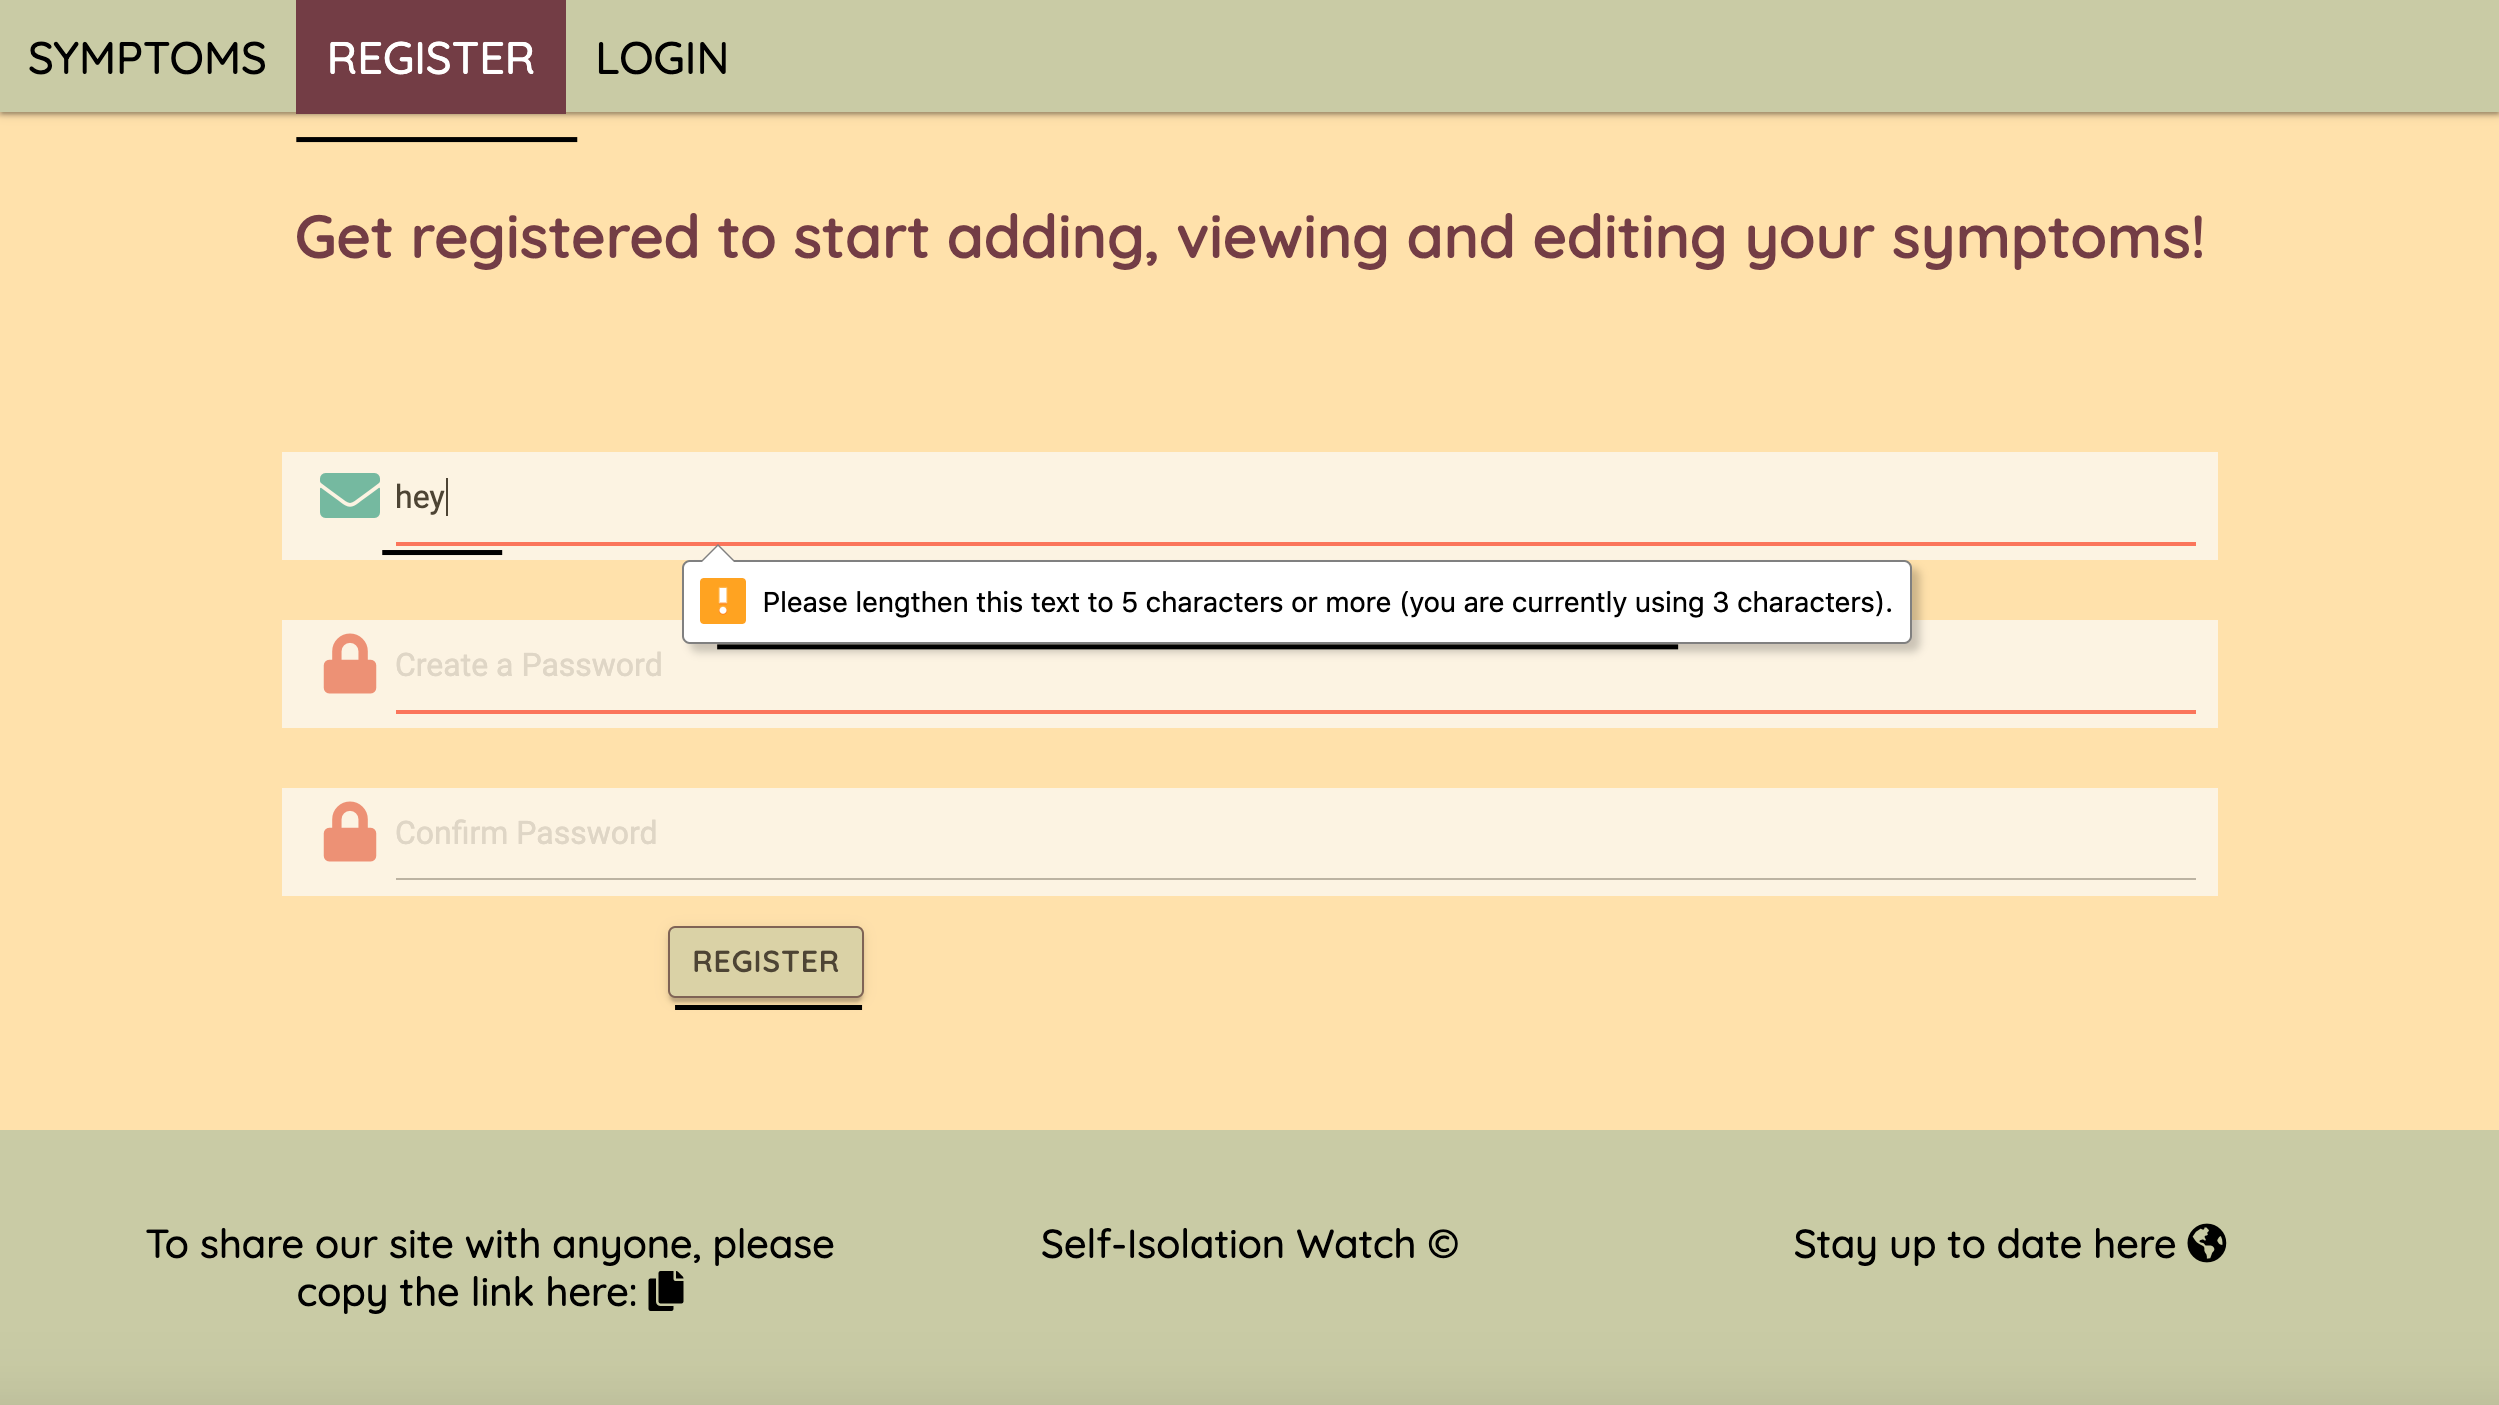 SYMPTOMS REGISTER LOGIN
Get registered to start adding, viewing and editing your symptoms!
hey
Please lengthen this text to 5 characters or more (you are currently using 3 characters).
Create a Password
Confirm Password
REGISTER
To share our site with anyone, please
copy the link here:
Self-Isolation Watch ©
Stay up to date here